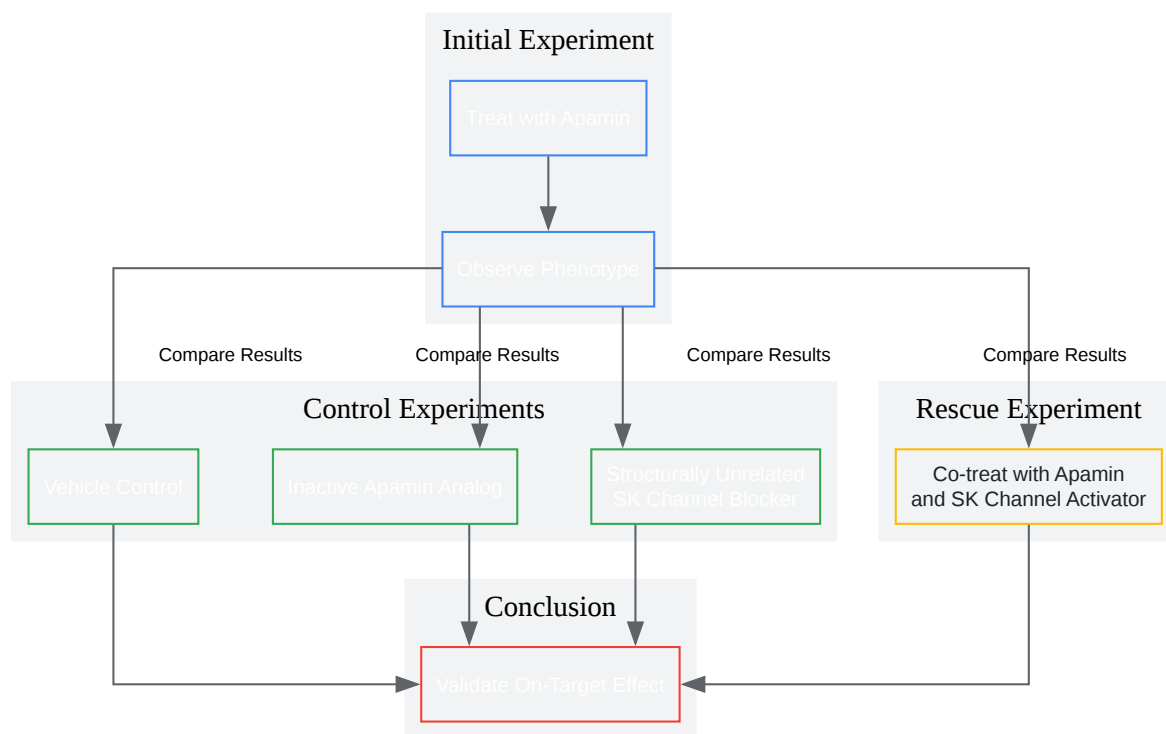 Initial Experiment
Treat with Apamin
Observe Phenotype
Compare Results
Compare Results
Compare Results
Compare Results
Control Experiments
Rescue Experiment
Vehicle Control
Inactive Apamin Analog
Structurally Unrelated
SK Channel Blocker
Co-treat with Apamin
and SK Channel Activator
Conclusion
Validate On-Target Effect